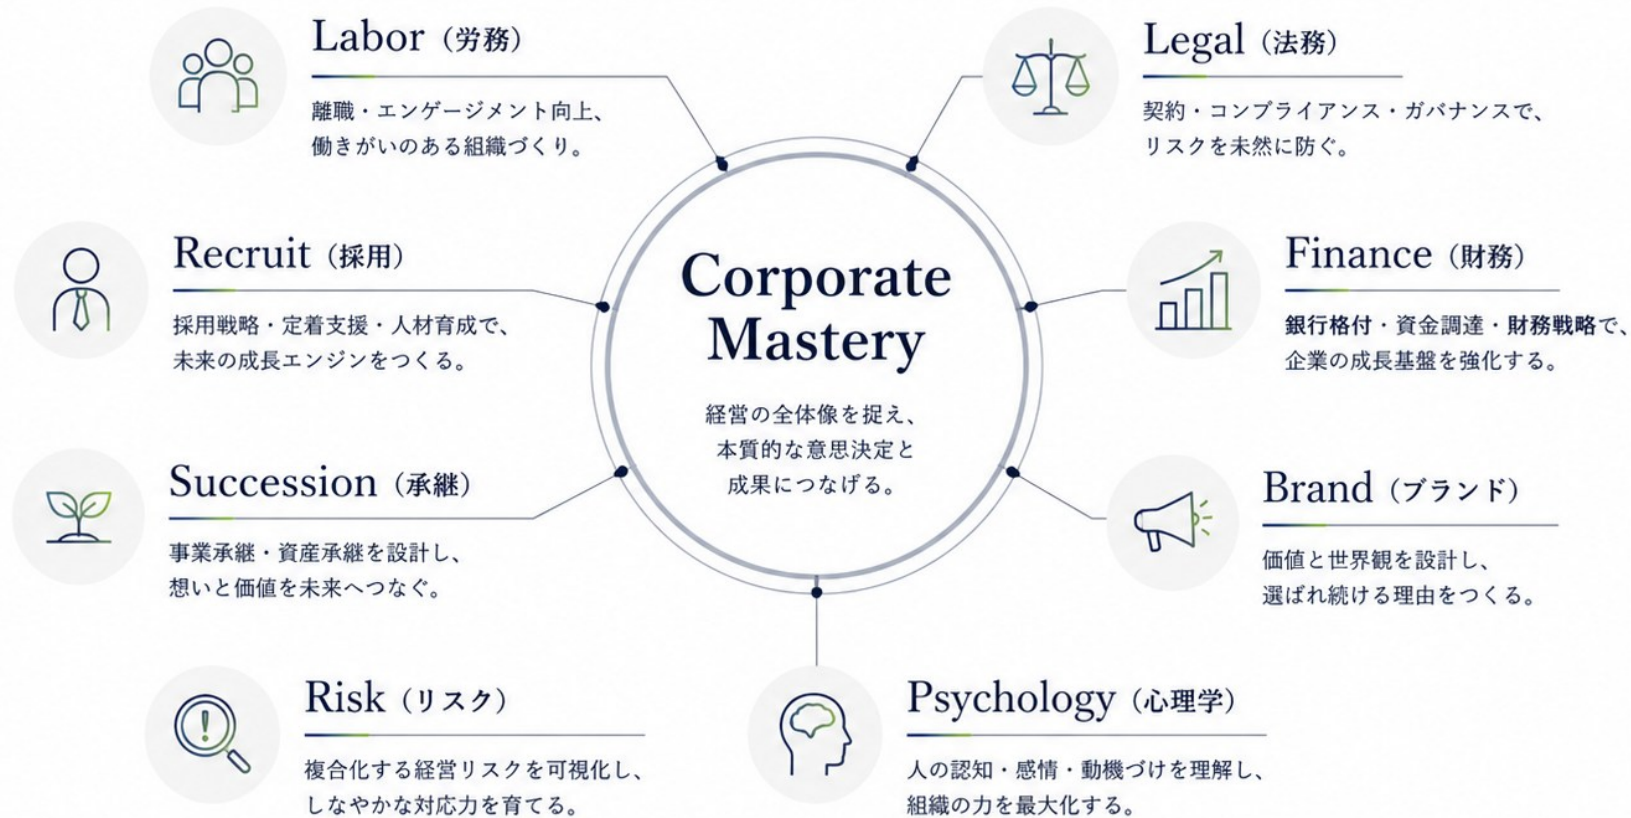 Labor（労務）
離職・エンゲージメント向上、
働きがいのある組織づくり。
Legal（法務）
契約・コンプライアンス・ガバナンスで、
リスクを未然に防ぐ。
Recruit（採用）
採用戦略・定着支援・人材育成で、
未来の成長エンジンをつくる。
Corporate
Mastery
経営の全体像を捉え、
本質的な意思決定と
成果につなげる。
Finance（財務）
銀行格付・資金調達・財務戦略で、
企業の成長基盤を強化する。
Succession（承継）
事業承継・資産承継を設計し、
想いと価値を未来へつなぐ。
Brand（ブランド）
価値と世界観を設計し、
選ばれ続ける理由をつくる。
Risk（リスク）
複合化する経営リスクを可視化し、
しなやかな対応力を育てる。
Psychology（心理学）
人の認知・感情・動機づけを理解し、
組織の力を最大化する。